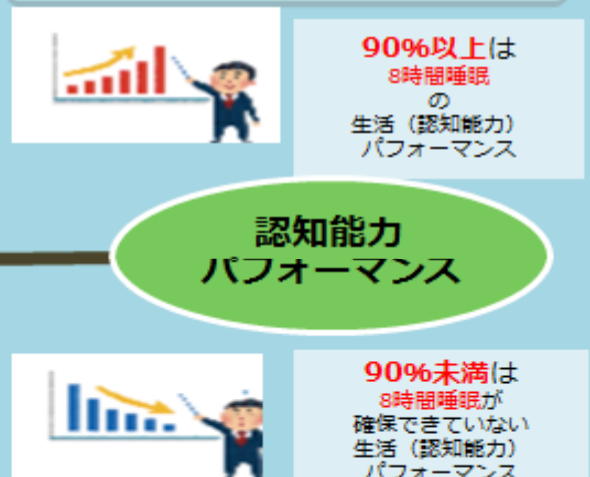 90%以上は
8時間睡眠
の
生活（認知能力）
パフォーマンス
認知能力
パフォーマンス
90%未満は
8時間睡眠が
確保できていない
生活（認知能力）
パフォーマンス